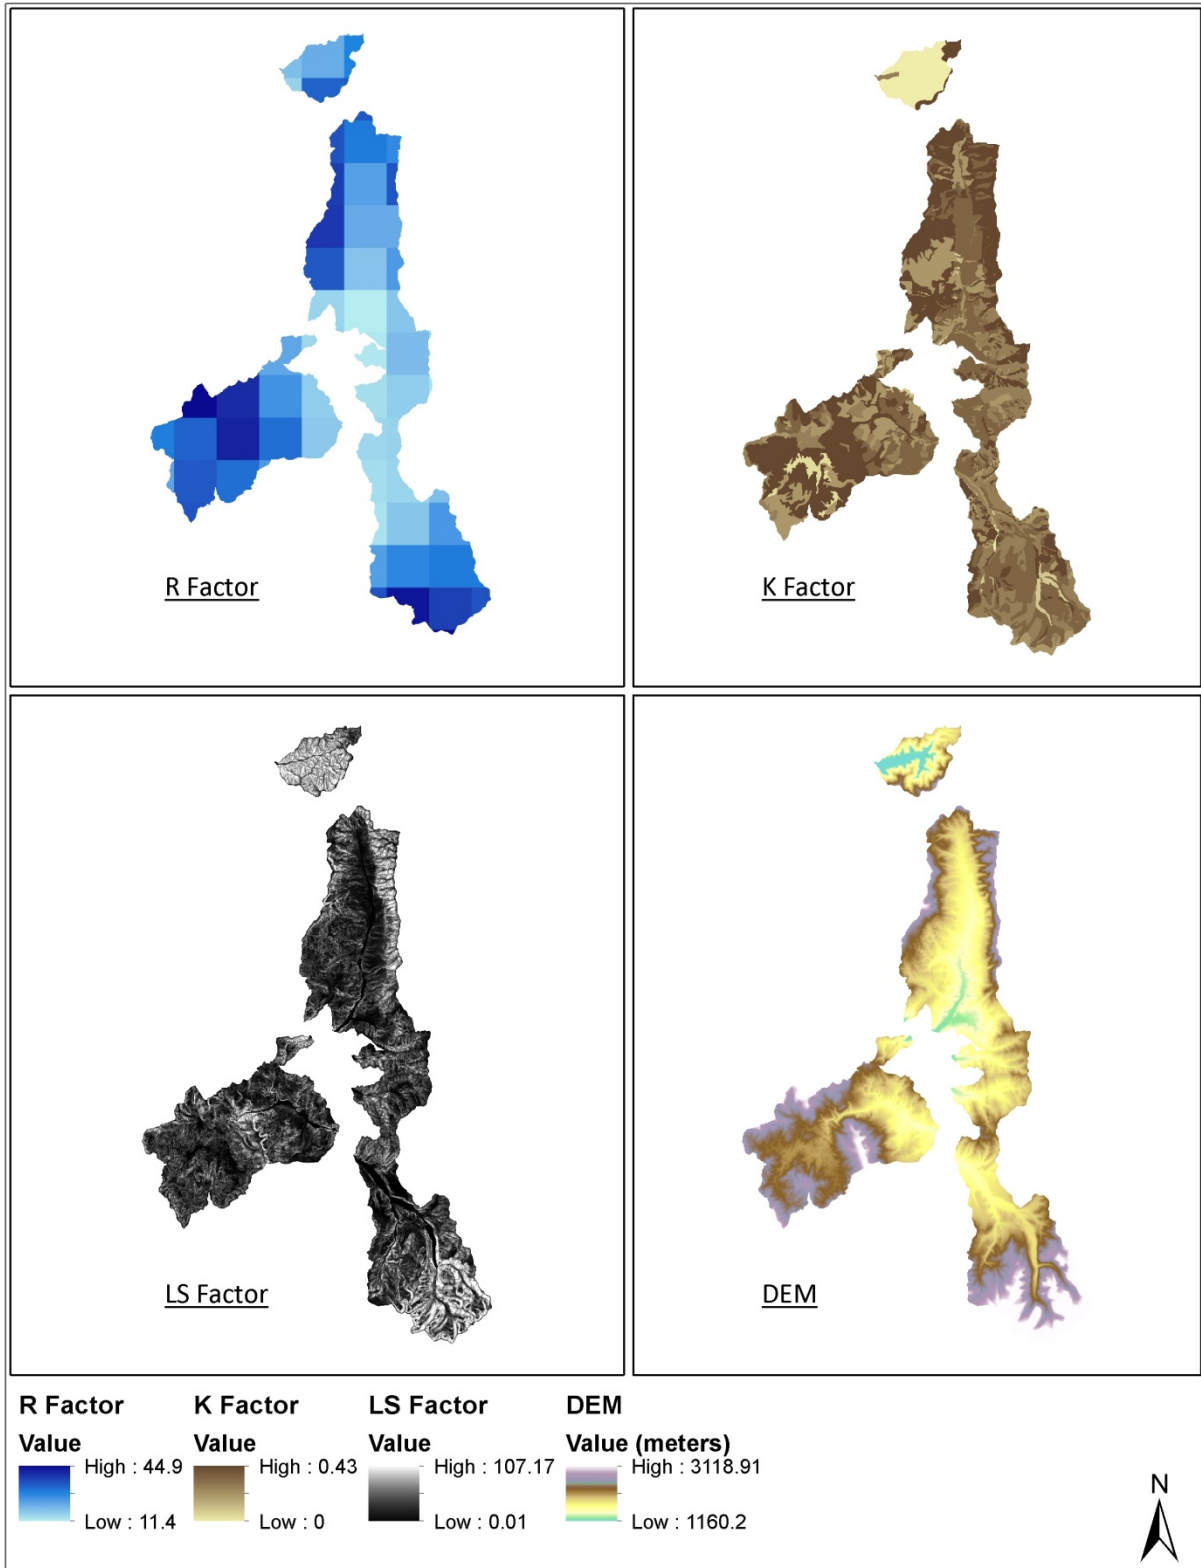 R Factor
K Factor
LS Factor
DEM
R Factor
Value
High : 44.9
Low : 11.4
K Factor
Value
High : 0.43
Low : 0
LS Factor
Value
High : 107.17
Low : 0.01
DEM
Value (meters)
High : 3118.91
Low : 1160.2
N